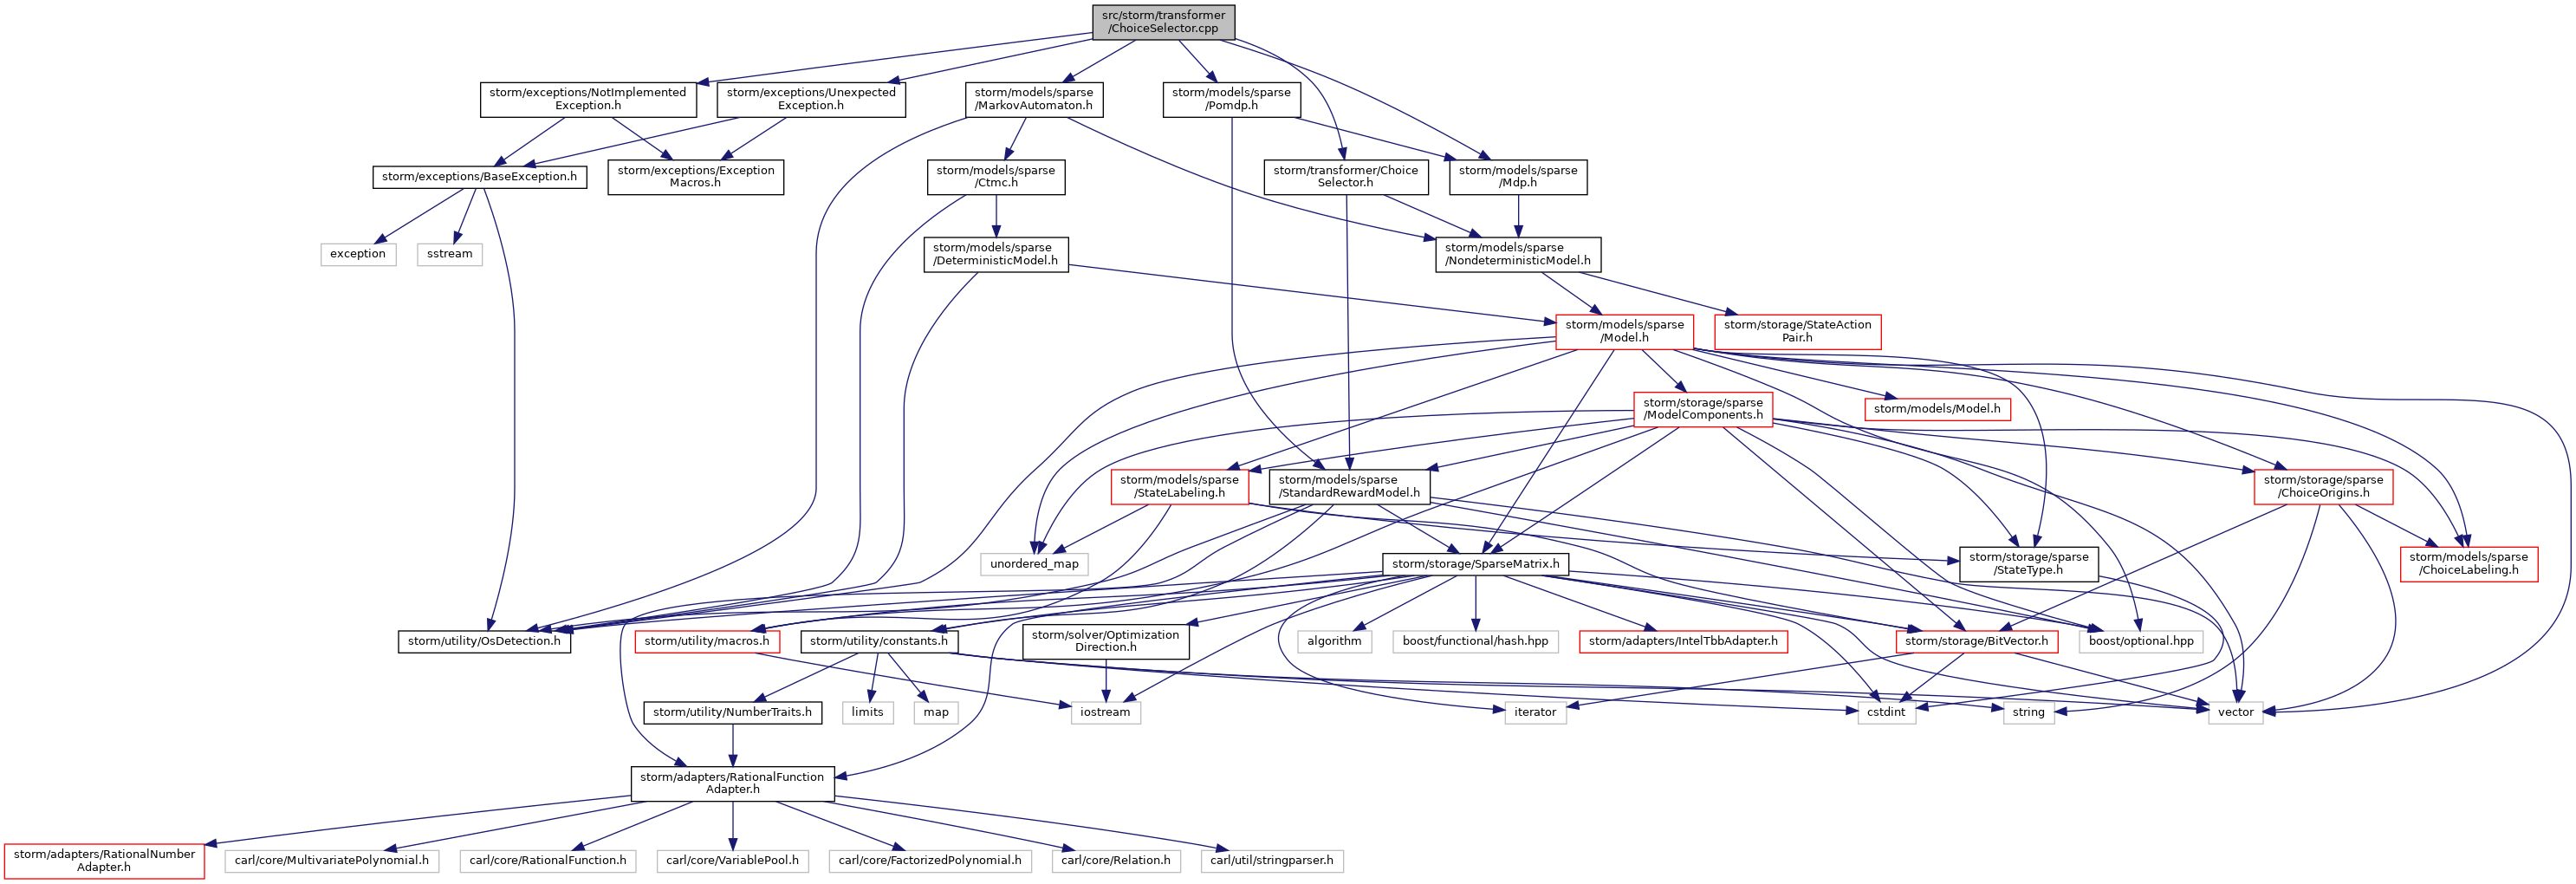 src/storm/transformer
/ChoiceSelector.cpp
storm/exceptions/NotImplemented
Exception.h
storm/exceptions/Unexpected
Exception.h
storm/models/sparse
/MarkovAutomaton.h
storm/models/sparse
/Pomdp.h
storm/exceptions/BaseException.h
storm/exceptions/Exception
Macros.h
storm/models/sparse
/Ctmc.h
storm/transformer/Choice
Selector.h
storm/models/sparse
/Mdp.h
exception
sstream
storm/models/sparse
/DeterministicModel.h
storm/models/sparse
/NondeterministicModel.h
storm/models/sparse
/Model.h
storm/storage/StateAction
Pair.h
storm/storage/sparse
/ModelComponents.h
storm/models/Model.h
storm/models/sparse
/StateLabeling.h
storm/models/sparse
/StandardRewardModel.h
storm/storage/sparse
/ChoiceOrigins.h
unordered_map
storm/storage/SparseMatrix.h
storm/storage/sparse
/StateType.h
storm/models/sparse
/ChoiceLabeling.h
storm/utility/OsDetection.h
storm/utility/macros.h
storm/utility/constants.h
storm/solver/Optimization
Direction.h
algorithm
boost/functional/hash.hpp
storm/adapters/IntelTbbAdapter.h
storm/storage/BitVector.h
boost/optional.hpp
storm/utility/NumberTraits.h
limits
map
iostream
iterator
cstdint
string
vector
storm/adapters/RationalFunction
Adapter.h
storm/adapters/RationalNumber
Adapter.h
carl/core/MultivariatePolynomial.h
carl/core/RationalFunction.h
carl/core/VariablePool.h
carl/core/FactorizedPolynomial.h
carl/core/Relation.h
carl/util/stringparser.h